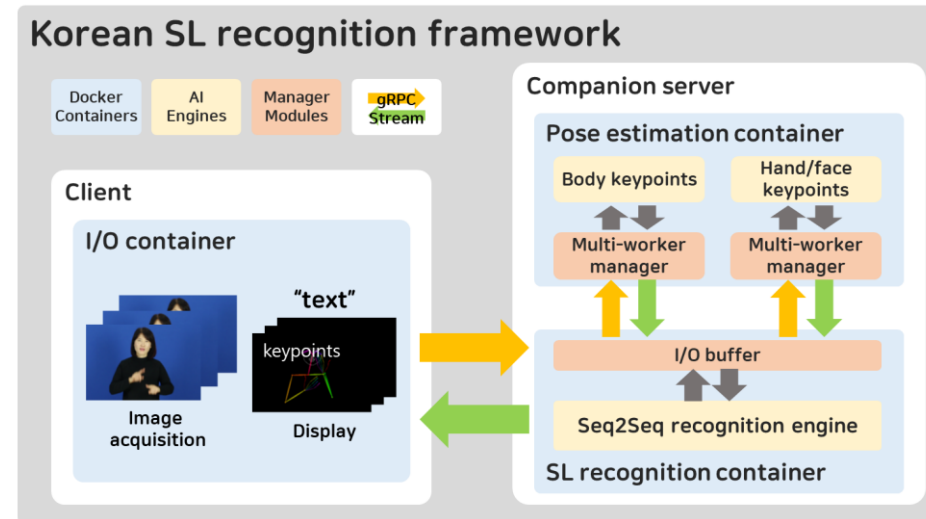 Korean SL recognition framework
Docker
Containers
AI
Engines
Manager
Modules
gRPC
Stream
Client
I/O container
"text"
keypoints
Image
acquisition
Display
Companion server
Pose estimation container
Body keypoints
Hand/face
keypoints
Multi-worker
manager
Multi-worker
manager
I/O buffer
Seq2Seq recognition engine
SL recognition container